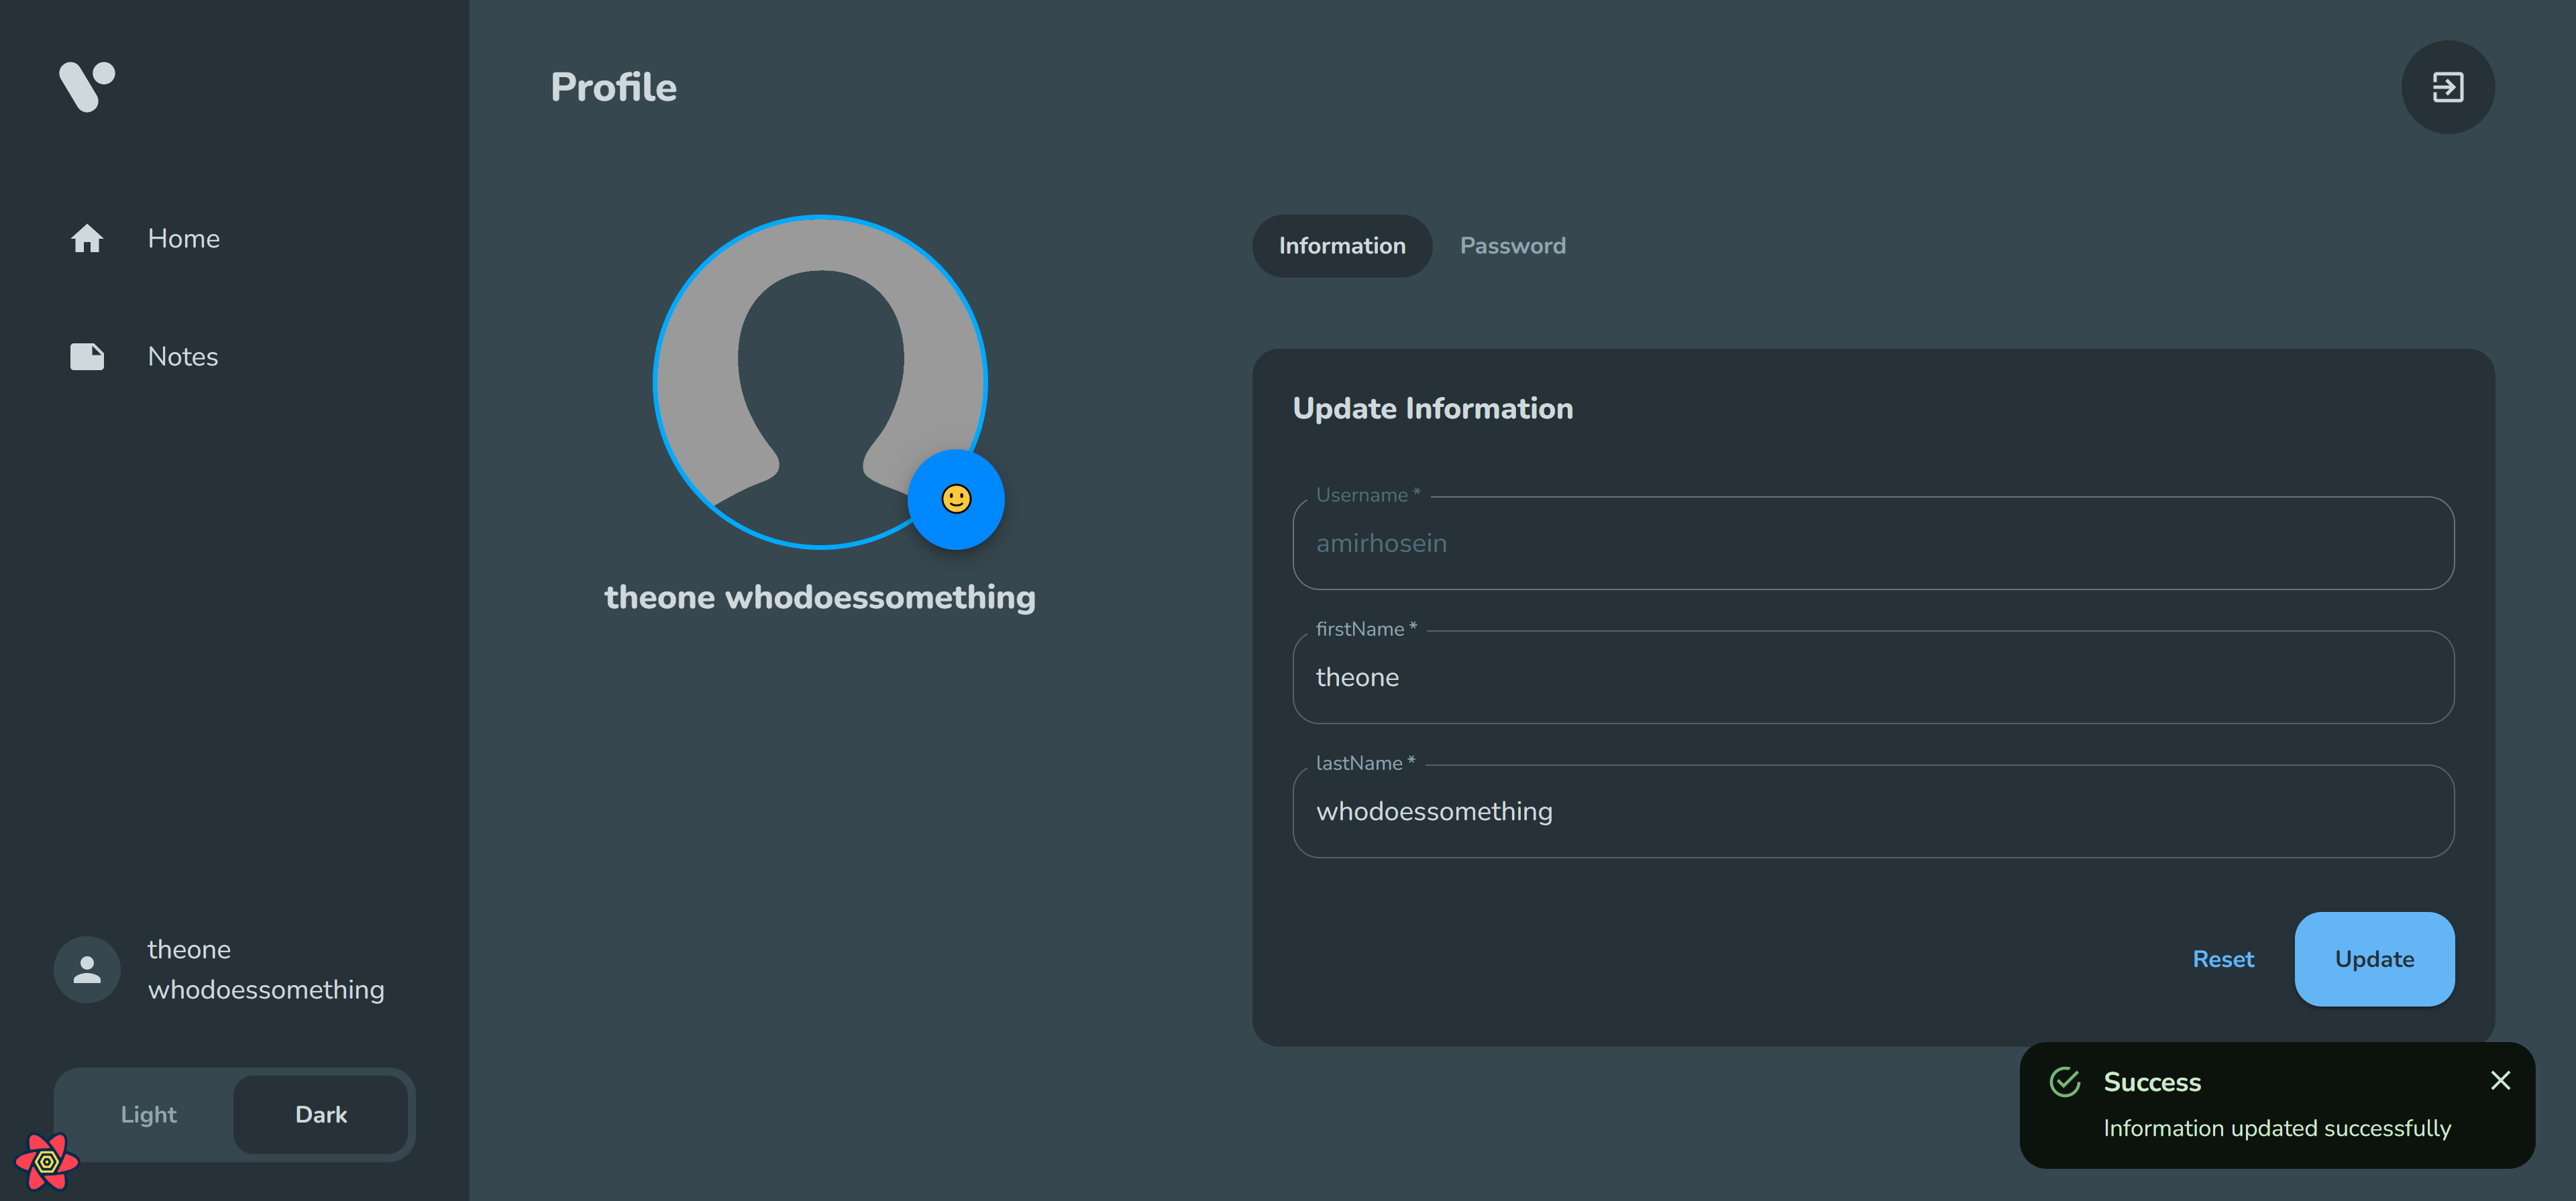 Profile
Home
Notes
Information
Password
Update Information
Username *
amirhosein
firstName *
theone
lastName *
whodoessomething
theone whodoessomething
Reset
Update
theone
whodoessomething
Light
Dark
Success
Information updated successfully